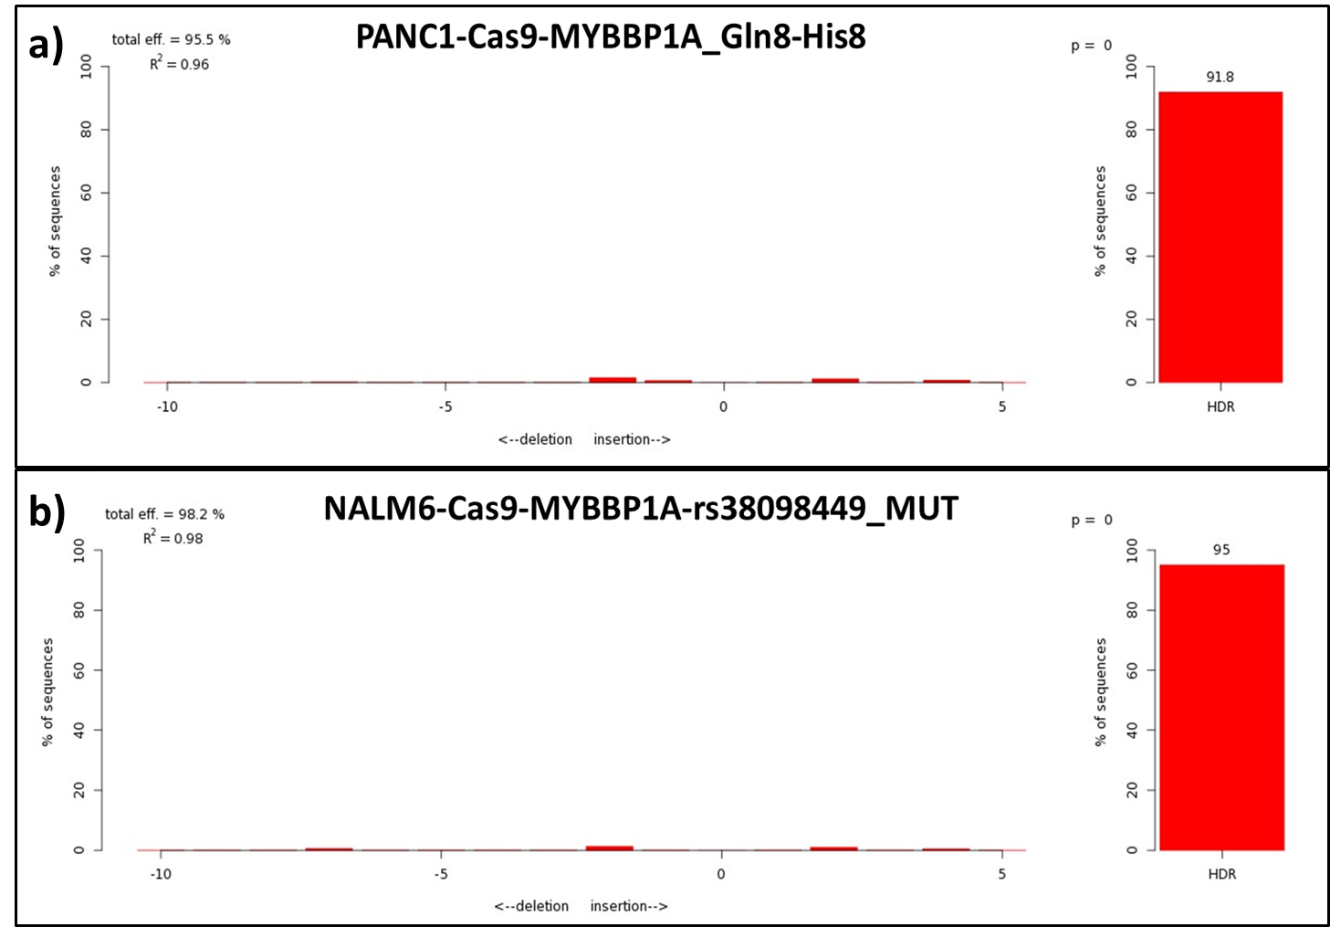 a)
PANC1-Cas9-MYBBP1A_Gln8-His8
total eff. = 95.5 %
R² = 0.96
% of sequences
100
80
60
40
20
0
-10 -5 0 5
<--deletion insertion-->
p = 0
% of sequences
100
80
60
40
20
0
91.8
HDR
b)
NALM6-Cas9-MYBBP1A-rs38098449_MUT
total eff. = 98.2 %
R² = 0.98
% of sequences
100
80
60
40
20
0
-10 -5 0 5
<--deletion insertion-->
p = 0
% of sequences
100
80
60
40
20
0
95
HDR